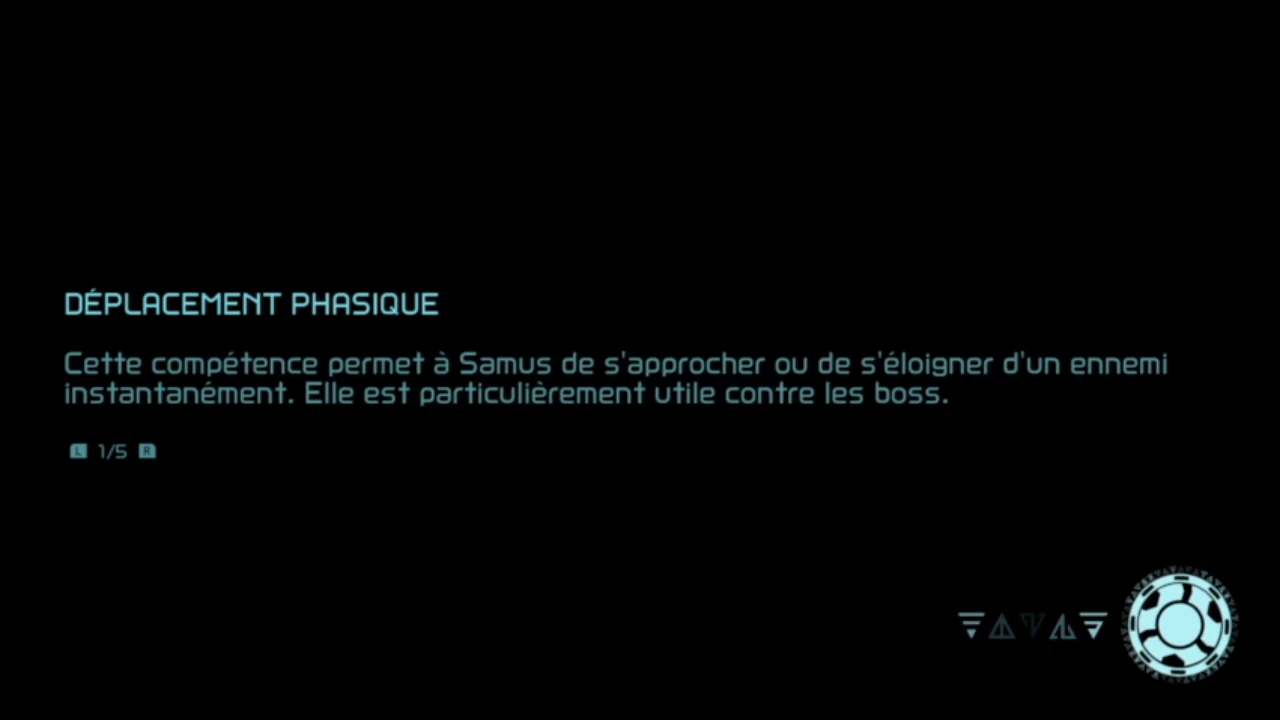 DÉPLACEMENT PHASIQUE
Cette compétence permet à Samus de s'approcher ou de s'éloigner d'un ennemi
instantanément. Elle est particulièrement utile contre les boss.
L 1/5 R